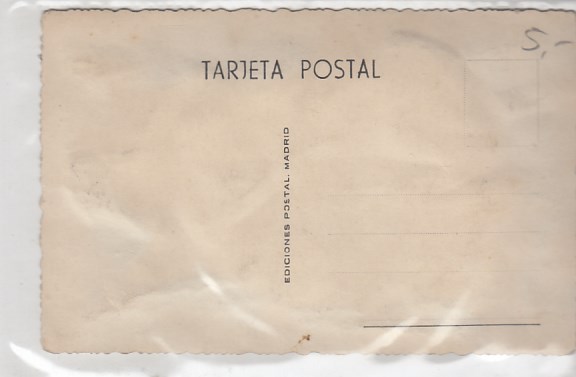 TARJETA POSTAL
5,-
EDICIONES POSTAL. MADRID